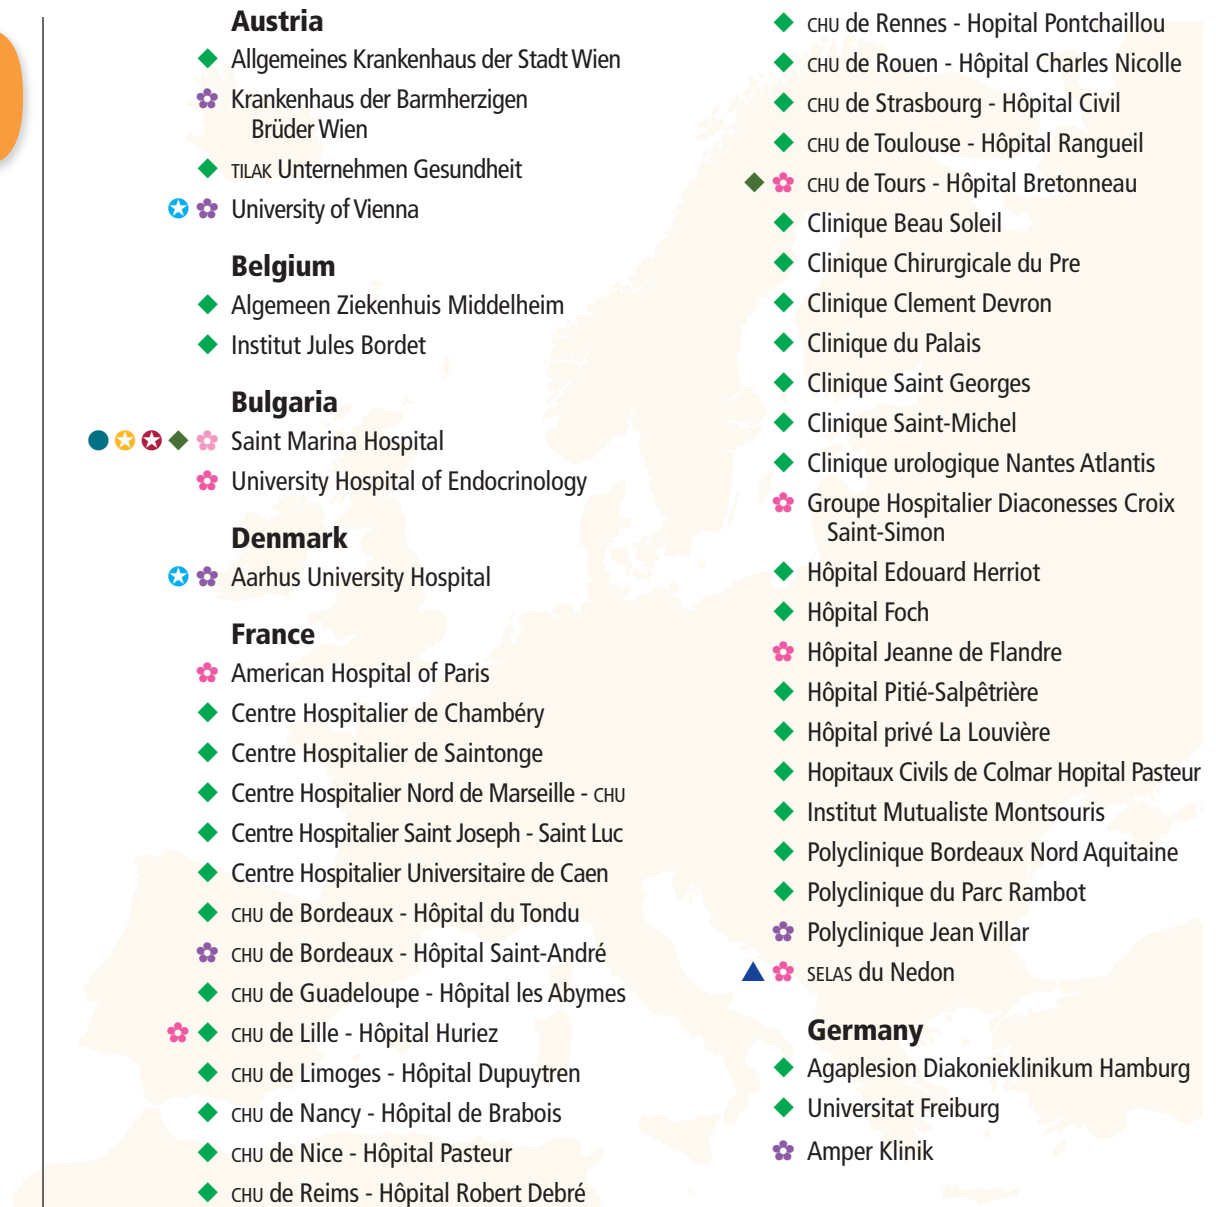 Austria
Allgemeines Krankenhaus der Stadt Wien
Krankenhaus der Barmherzigen
Brüder Wien
TILAK Unternehmen Gesundheit
University of Vienna
Belgium
Algemeen Ziekenhuis Middelheim
Institut Jules Bordet
Bulgaria
Saint Marina Hospital
University Hospital of Endocrinology
Denmark
Aarhus University Hospital
France
American Hospital of Paris
Centre Hospitalier de Chambéry
Centre Hospitalier de Saintonge
Centre Hospitalier Nord de Marseille - CHU
Centre Hospitalier Saint Joseph - Saint Luc
Centre Hospitalier Universitaire de Caen
CHU de Bordeaux - Hôpital du Tondu
CHU de Bordeaux - Hôpital Saint-André
CHU de Guadeloupe - Hôpital les Abymes
CHU de Lille - Hôpital Huriez
CHU de Limoges - Hôpital Dupuytren
CHU de Nancy - Hôpital de Brabois
CHU de Nice - Hôpital Pasteur
CHU de Reims - Hôpital Robert Debré
CHU de Rennes - Hopital Pontchaillou
CHU de Rouen - Hôpital Charles Nicolle
CHU de Strasbourg - Hôpital Civil
CHU de Toulouse - Hôpital Rangueil
CHU de Tours - Hôpital Bretonneau
Clinique Beau Soleil
Clinique Chirurgicale du Pre
Clinique Clement Devron
Clinique du Palais
Clinique Saint Georges
Clinique Saint-Michel
Clinique urologique Nantes Atlantis
Groupe Hospitalier Diaconesses Croix
Saint-Simon
Hôpital Edouard Herriot
Hôpital Foch
Hôpital Jeanne de Flandre
Hôpital Pitié-Salpêtrière
Hôpital privé La Louvière
Hopitaux Civils de Colmar Hopital Pasteur
Institut Mutualiste Montsouris
Polyclinique Bordeaux Nord Aquitaine
Polyclinique du Parc Rambot
Polyclinique Jean Villar
SELAS du Nedon
Germany
Agaplesion Diakonieklinikum Hamburg
Universitat Freiburg
Amper Klinik